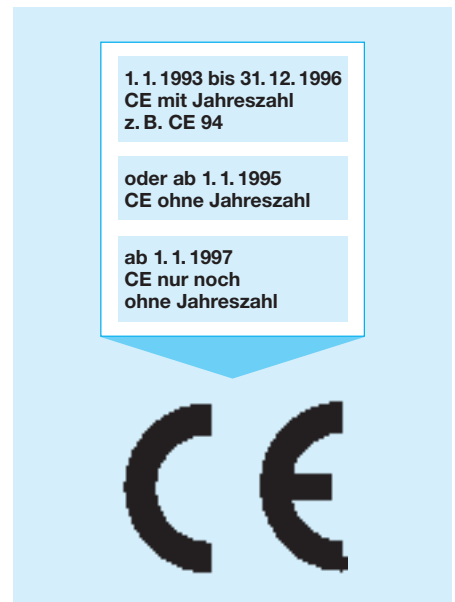 1. 1. 1993 bis 31. 12. 1996
CE mit Jahreszahl
z. B. CE 94
oder ab 1. 1. 1995
CE ohne Jahreszahl
ab 1. 1. 1997
CE nur noch
ohne Jahreszahl
CE